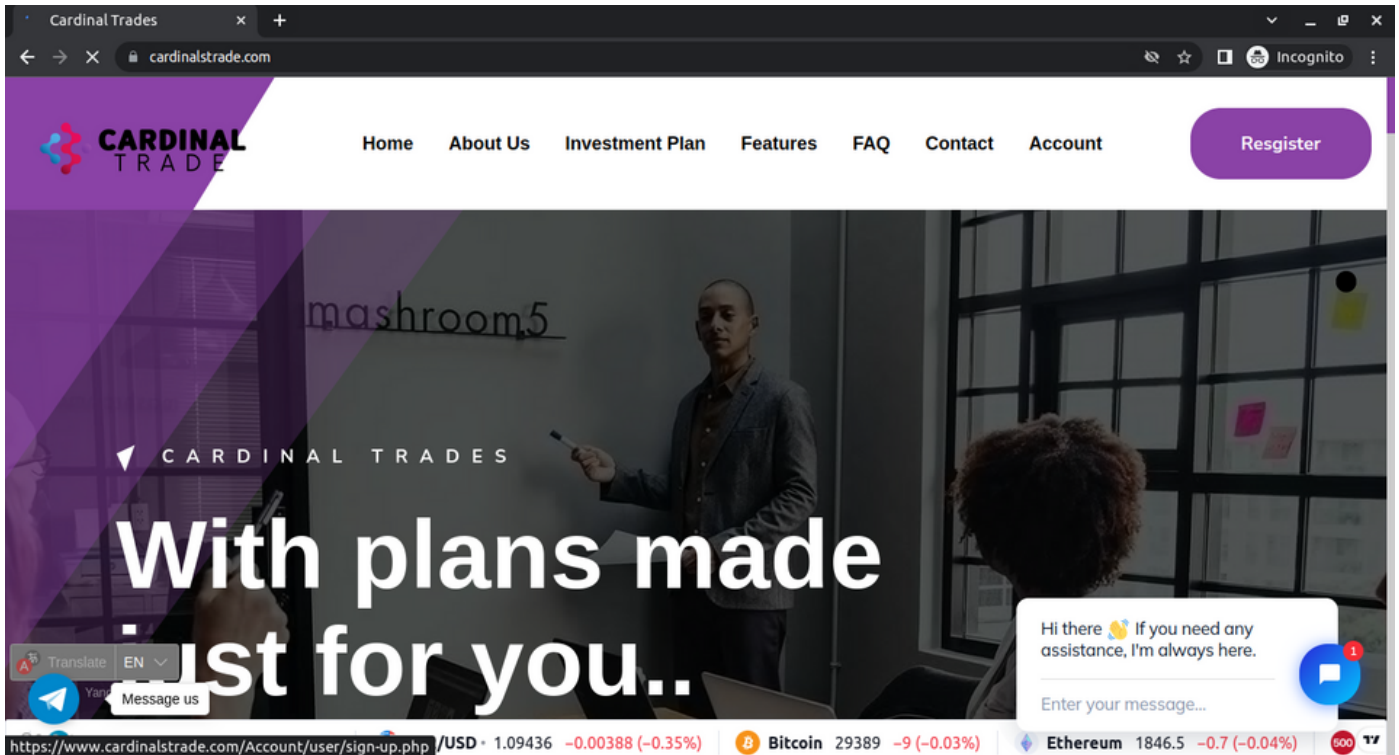 Cardinal Trades
cardinalstrade.com
Incognito
CARDINAL
TRADE
Home About Us Investment Plan Features FAQ Contact Account
Resgister
mashroom5
CARDINAL TRADES
With plans made
just for you..
Hi there 👋 If you need any
assistance, I'm always here.
1
Enter your message...
Translate EN
Message us
https://www.cardinalstrade.com/Account/user/sign-up.php
/USD · 1.09436 −0.00388 (−0.35%) Bitcoin 29389 −9 (−0.03%) Ethereum 1846.5 −0.7 (−0.04%) 500